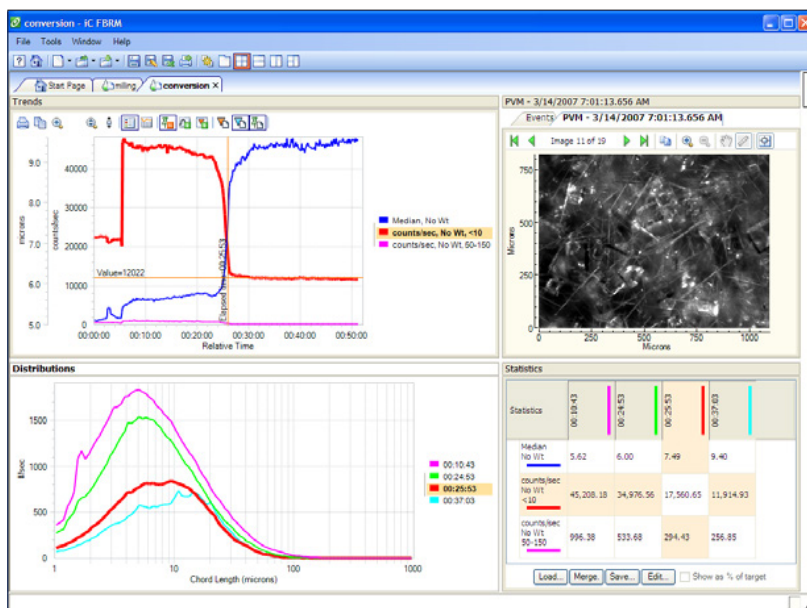 conversion - iC FBRM
File Tools Window Help
Start Page milling conversion
Trends
9.0
8.0
7.0
6.0
5.0
microns
40000
30000
20000
10000
0
counts/sec
Value=12022
Elapsed Time=00:25:53
00:00:00 00:10:00 00:20:00 00:30:00 00:40:00 00:50:00
Relative Time
Median, No Wt
counts/sec, No Wt, <10
counts/sec, No Wt, 50-150
PVM - 3/14/2007 7:01:13.656 AM
Events PVM - 3/14/2007 7:01:13.656 AM
Image 11 of 19
750
500
250
0
Microns
0 250 500 750 1000
Microns
Distributions
1500
1000
500
0
#/sec
1 10 100 1000
Chord Length (microns)
00:10:43
00:24:53
00:25:53
00:37:03
Statistics
Statistics 00:10:43 00:24:53 00:25:53 00:37:03
Median
No Wt
5.62 6.00 7.49 9.40
counts/sec
No Wt
<10
45,208.18 34,976.56 17,560.65 11,914.93
counts/sec
No Wt
50-150
996.38 533.68 294.43 256.85
Load... Merge. Save... Edit... Show as % of target